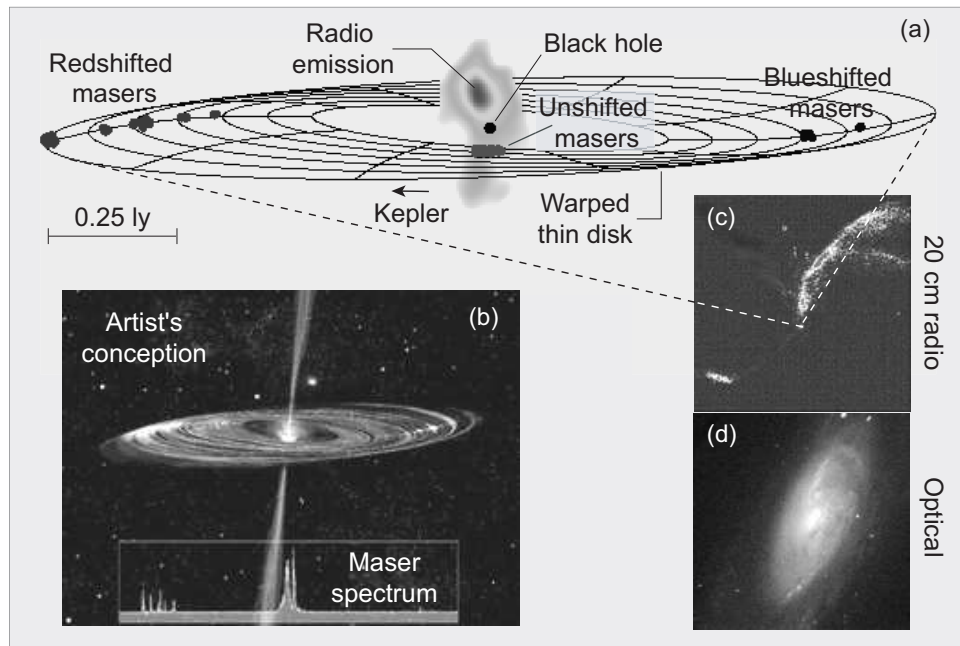 (a)
Radio
emission
Black hole
Redshifted
masers
Blueshifted
masers
Unshifted
masers
Kepler
Warped
thin disk
0.25 ly
(c)
20 cm radio
Artist's
conception
(b)
Maser
spectrum
(d)
Optical